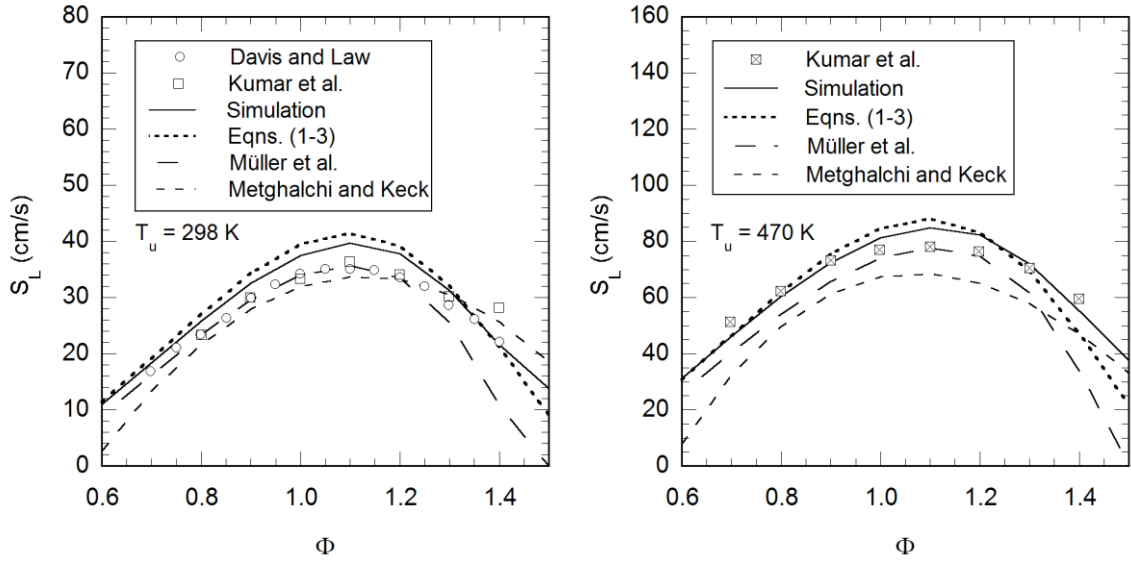 80
70
60
50
40
30
20
10
0
S_L (cm/s)
Davis and Law
Kumar et al.
Simulation
Eqns. (1-3)
Müller et al.
Metghalchi and Keck
T_u = 298 K
0.6 0.8 1.0 1.2 1.4
Φ
160
140
120
100
80
60
40
20
0
S_L (cm/s)
Kumar et al.
Simulation
Eqns. (1-3)
Müller et al.
Metghalchi and Keck
T_u = 470 K
0.6 0.8 1.0 1.2 1.4
Φ